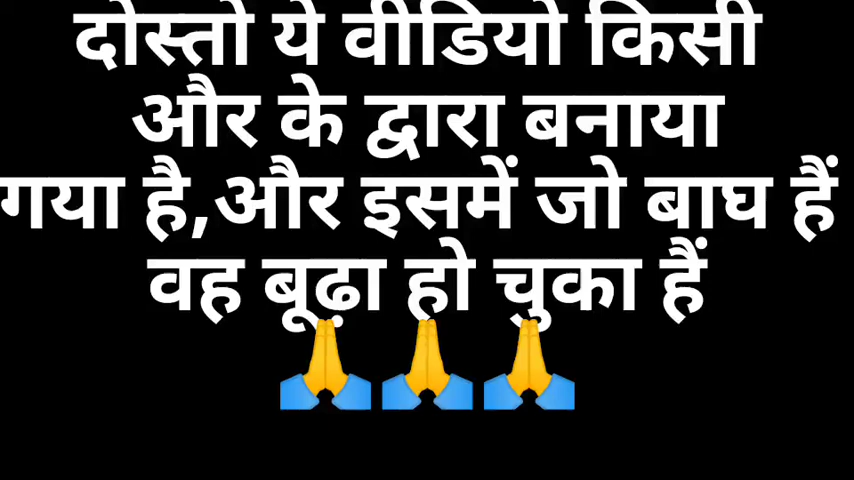 दोस्तो ये वीडियो किसी
और के द्वारा बनाया
गया है,और इसमें जो बाघ हैं
वह बूढ़ा हो चुका हैं
🙏🙏🙏